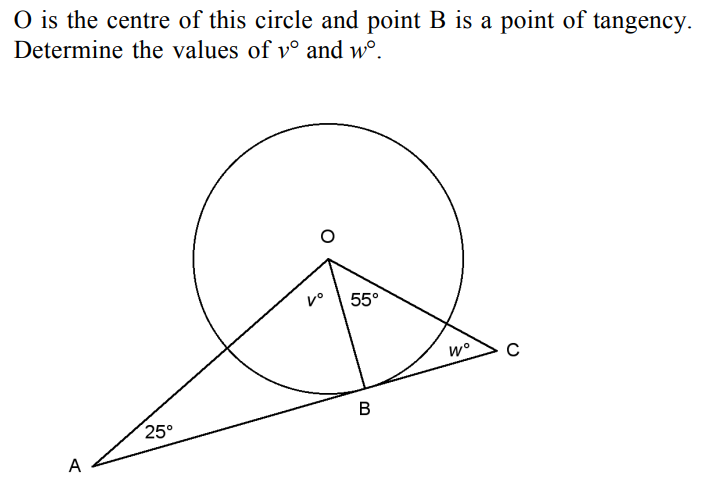 O is the centre of this circle and point B is a point of tangency.
Determine the values of v° and w°.
O
v°
55°
w°
C
B
25°
A